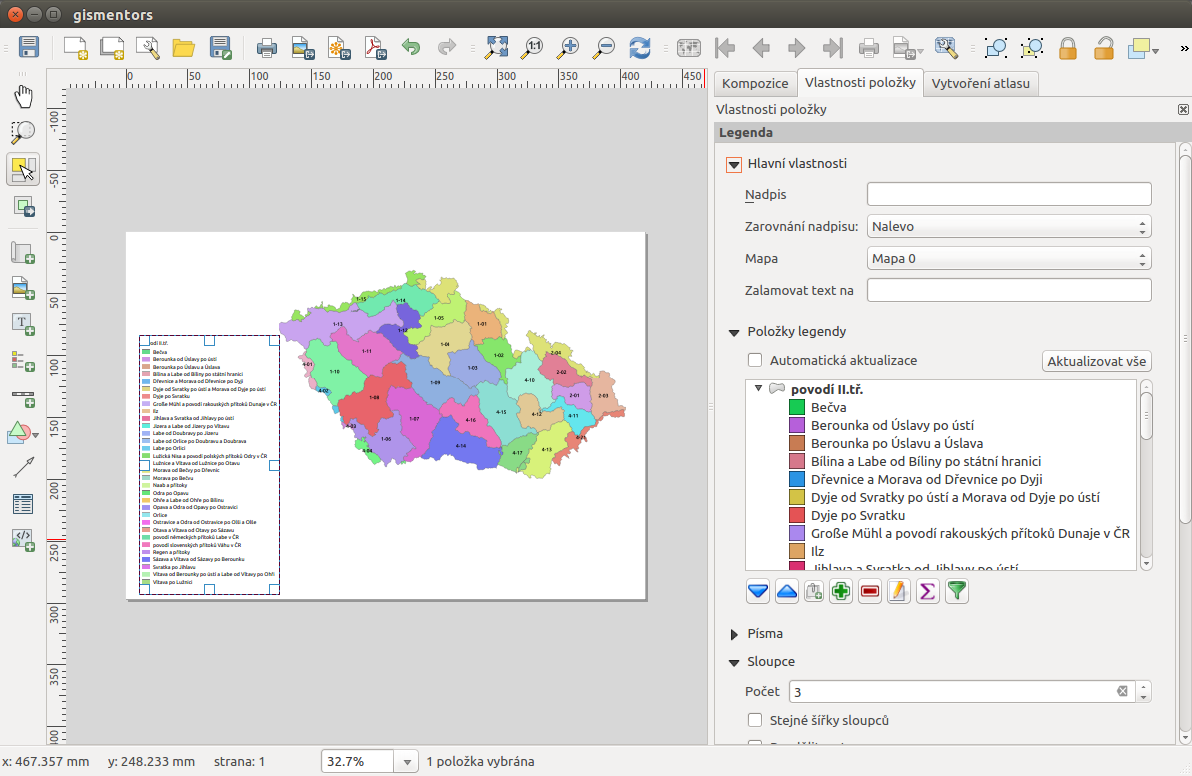 gismentors
1:1
0 50 100 150 200 250 300 350 400 450
-100
-50
0
50
100
150
200
250
300
350
400
Kompozice Vlastnosti položky Vytvoření atlasu
Vlastnosti položky
Legenda
Hlavní vlastnosti
Nadpis
Zarovnání nadpisu: Nalevo
Mapa Mapa 0
Zalamovat text na
Položky legendy
Automatická aktualizace Aktualizovat vše
povodí II.tř.
Bečva
Berounka od Úslavy po ústí
Berounka po Úslavu a Úslava
Bílina a Labe od Bíliny po státní hranici
Dřevnice a Morava od Dřevnice po Dyji
Dyje od Svratky po ústí a Morava od Dyje po ústí
Dyje po Svratku
Große Mühl a povodí rakouských přítoků Dunaje v ČR
Ilz
Jihlava a Svratka od Jihlavy po ústí
Písma
Sloupce
Počet 3
Stejné šířky sloupců
1-15
1-14
1-13
1-12
1-05
1-01
1-11
1-04
1-02
2-04
4-01
1-10
1-03
4-10
2-02
4-02
1-09
2-01
2-03
1-08
4-15
4-12
4-11
1-07
4-16
4-03
1-06
4-14
4-21
4-04
4-17
4-13
odí II.tř.
Bečva
Berounka od Úslavy po ústí
Berounka po Úslavu a Úslava
Bílina a Labe od Bíliny po státní hranici
Dřevnice a Morava od Dřevnice po Dyji
Dyje od Svratky po ústí a Morava od Dyje po ústí
Dyje po Svratku
Große Mühl a povodí rakouských přítoků Dunaje v ČR
Ilz
Jihlava a Svratka od Jihlavy po ústí
Jizera a Labe od Jizery po Vltavu
Labe od Doubravy po Jizeru
Labe od Orlice po Doubravu a Doubrava
Labe po Orlici
Lužická Nisa a povodí polských přítoků Odry v ČR
Lužnice a Vltava od Lužnice po Otavu
Morava od Bečvy po Dřevnic
Morava po Bečvu
Naab a přítoky
Odra po Opavu
Ohře a Labe od Ohře po Bílinu
Opava a Odra od Opavy po Ostravici
Orlice
Ostravice a Odra od Ostravice po Olši a Olše
Otava a Vltava od Otavy po Sázavu
povodí německých přítoků Labe v ČR
povodí slovenských přítoků Váhu v ČR
Regen a přítoky
Sázava a Vltava od Sázavy po Berounku
Svratka po Jihlavu
Vltava od Berounky po ústí a Labe od Vltavy po Ohři
Vltava po Lužnici
x: 467.357 mm y: 248.233 mm strana: 1 32.7% 1 položka vybrána